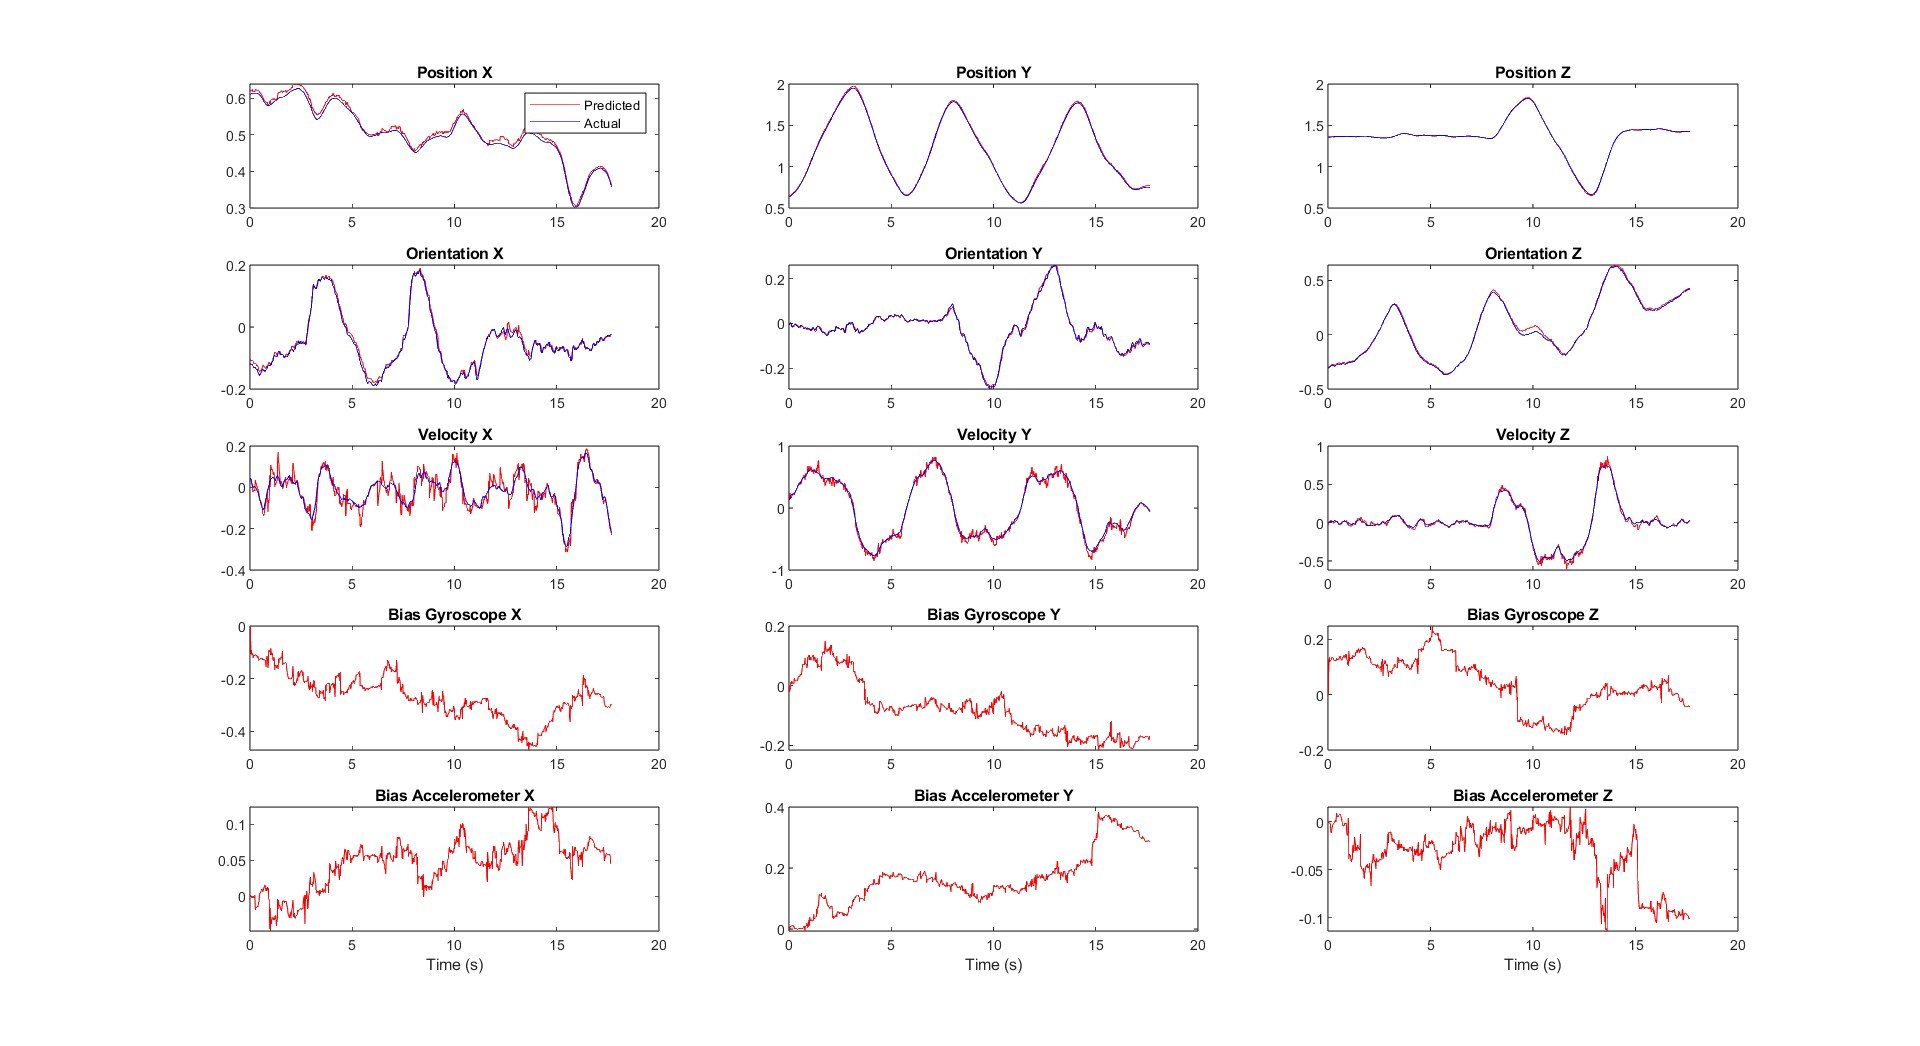 Position X
0.6
0.5
0.4
0.3
0 5 10 15 20
Predicted
Actual
Position Y
2
1.5
1
0.5
0 5 10 15 20
Position Z
2
1.5
1
0.5
0 5 10 15 20
Orientation X
0.2
0
-0.2
0 5 10 15 20
Orientation Y
0.2
0
-0.2
0 5 10 15 20
Orientation Z
0.5
0
-0.5
0 5 10 15 20
Velocity X
0.2
0
-0.2
-0.4
0 5 10 15 20
Velocity Y
1
0
-1
0 5 10 15 20
Velocity Z
1
0.5
0
-0.5
0 5 10 15 20
Bias Gyroscope X
0
-0.2
-0.4
0 5 10 15 20
Bias Gyroscope Y
0.2
0
-0.2
0 5 10 15 20
Bias Gyroscope Z
0.2
0
-0.2
0 5 10 15 20
Bias Accelerometer X
0.1
0.05
0
0 5 10 15 20
Time (s)
Bias Accelerometer Y
0.4
0.2
0
0 5 10 15 20
Time (s)
Bias Accelerometer Z
0
-0.05
-0.1
0 5 10 15 20
Time (s)